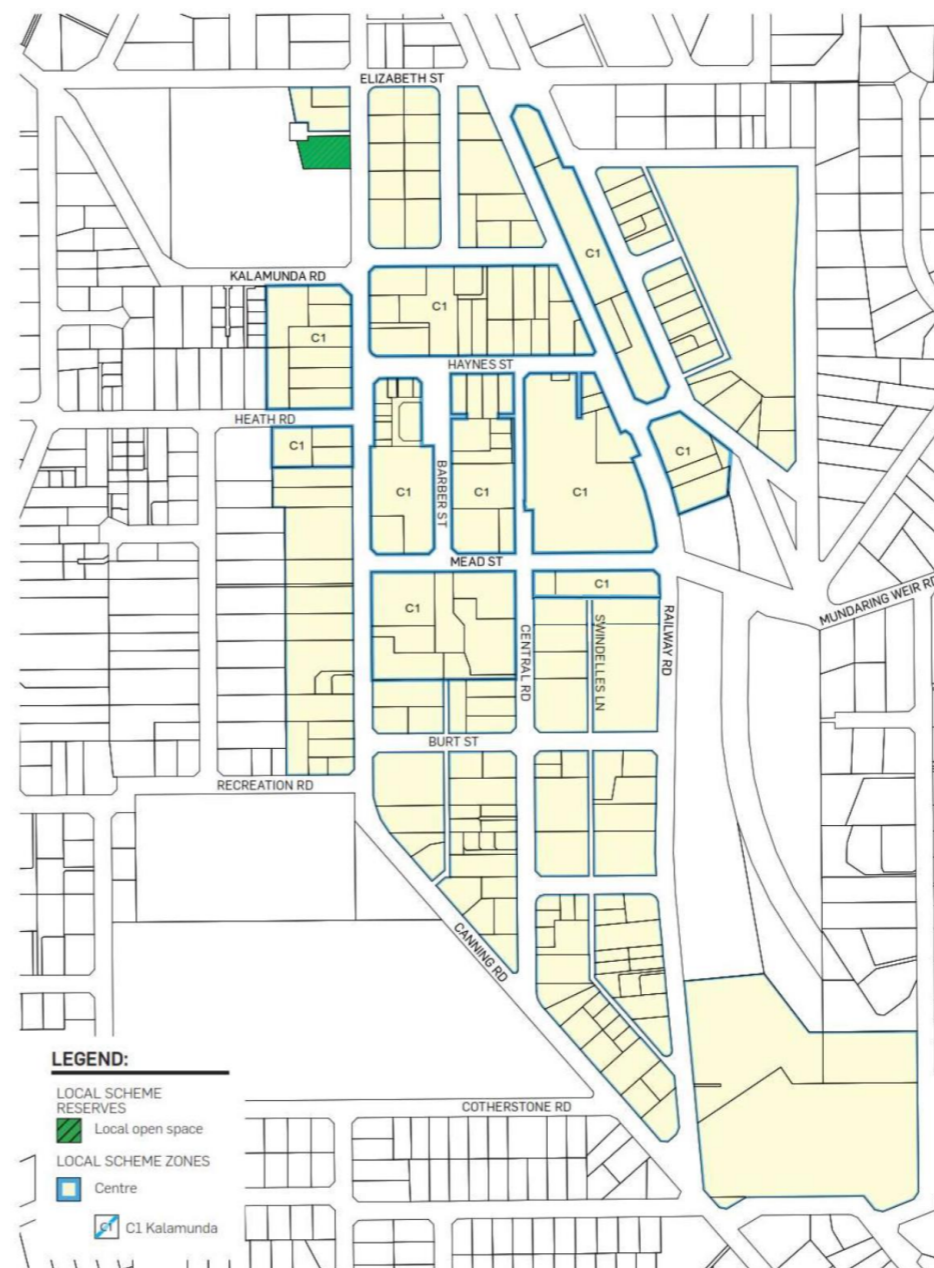 ELIZABETH ST
KALAMUNDA RD
C1
C1
C1
HAYNES ST
HEATH RD
C1
C1
BARBER ST
C1
C1
C1
C1
MEAD ST
C1
C1
CENTRAL RD
SWINDELLES LN
RAILWAY RD
MUNDARING WEIR RD
BURT ST
RECREATION RD
CANNING RD
COTHERSTONE RD
LEGEND:
LOCAL SCHEME
RESERVES
Local open space
LOCAL SCHEME ZONES
Centre
C1 C1 Kalamunda